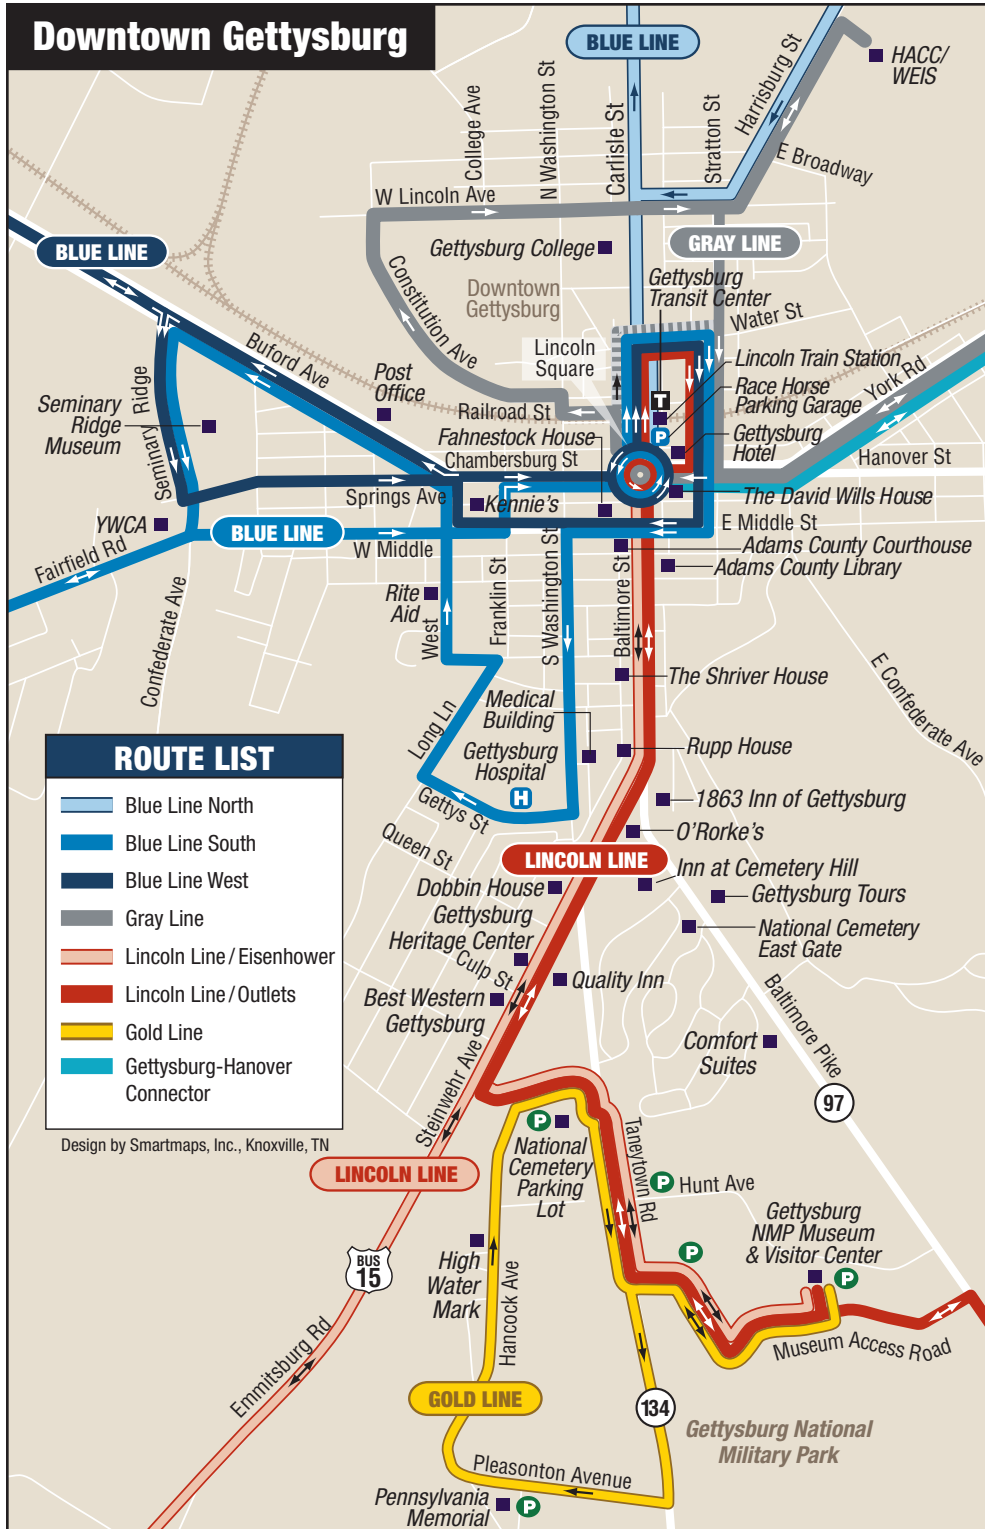 Downtown Gettysburg
BLUE LINE
HACC/
WEIS
Harrisburg St
College Ave
N Washington St
Carlisle St
Stratton St
E Broadway
W Lincoln Ave
BLUE LINE
Gettysburg College
GRAY LINE
Constitution Ave
Downtown
Gettysburg
Gettysburg
Transit Center
Water St
Lincoln
Square
Lincoln Train Station
Buford Ave
Post
Office
Race Horse
Parking Garage
York Rd
T
P
Seminary
Ridge
Museum
Seminary Ridge
Railroad St
Fahnestock House
Gettysburg
Hotel
Hanover St
Chambersburg St
Springs Ave
Kennie's
The David Wills House
YWCA
BLUE LINE
W Middle
E Middle St
Fairfield Rd
Adams County Courthouse
Adams County Library
Rite
Aid
West
Franklin St
S Washington St
Baltimore St
Confederate Ave
The Shriver House
E Confederate Ave
Medical
Building
Long Ln
Rupp House
Gettysburg
Hospital
H
Gettys St
1863 Inn of Gettysburg
Queen St
O'Rorke's
LINCOLN LINE
Inn at Cemetery Hill
Dobbin House
Gettysburg Tours
Gettysburg
Heritage Center
National Cemetery
East Gate
Culp St
Quality Inn
Best Western
Gettysburg
Baltimore Pike
Comfort
Suites
Steinwehr Ave
97
ROUTE LIST
Blue Line North
Blue Line South
Blue Line West
Gray Line
Lincoln Line/Eisenhower
Lincoln Line/Outlets
Gold Line
Gettysburg-Hanover
Connector
Design by Smartmaps, Inc., Knoxville, TN
P
National
Cemetery
Parking
Lot
Taneytown Rd
LINCOLN LINE
P
Hunt Ave
Gettysburg
NMP Museum
& Visitor Center
P
P
BUS
15
High
Water
Mark
Hancock Ave
Emmitsburg Rd
Museum Access Road
GOLD LINE
134
Gettysburg National
Military Park
Pleasonton Avenue
Pennsylvania
Memorial
P